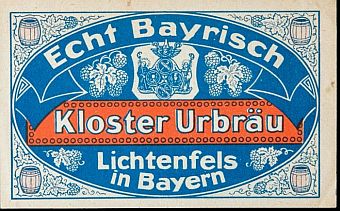 Echt Bayrisch
Kloster Urbräu
Lichtenfels
in Bayern